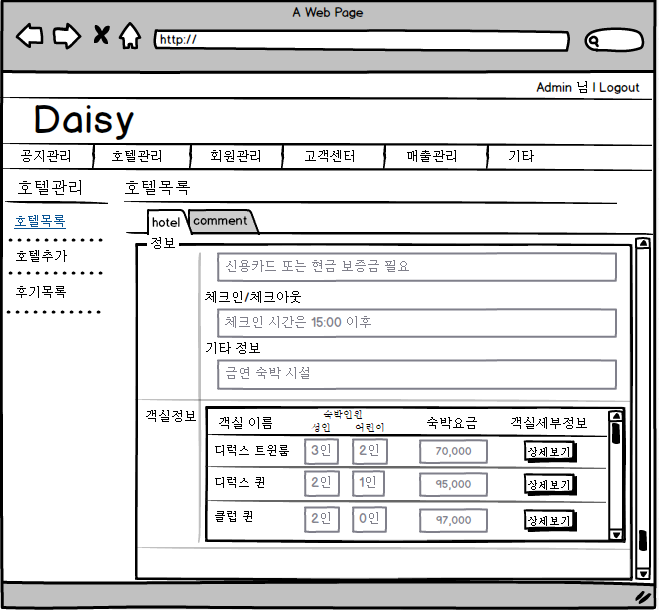 A Web Page
http://
Admin 님 | Logout
Daisy
공지관리 호텔관리 회원관리 고객센터 매출관리 기타
호텔관리
호텔목록
호텔추가
후기목록
호텔목록
hotel comment
정보
신용카드 또는 현금 보증금 필요
체크인/체크아웃
체크인 시간은 15:00 이후
기타 정보
금연 숙박 시설
객실정보
객실 이름 숙박인원 성인 어린이 숙박요금 객실세부정보
디럭스 트윈룸 3인 2인 70,000 상세보기
디럭스 퀸 2인 1인 95,000 상세보기
클럽 퀸 2인 0인 97,000 상세보기